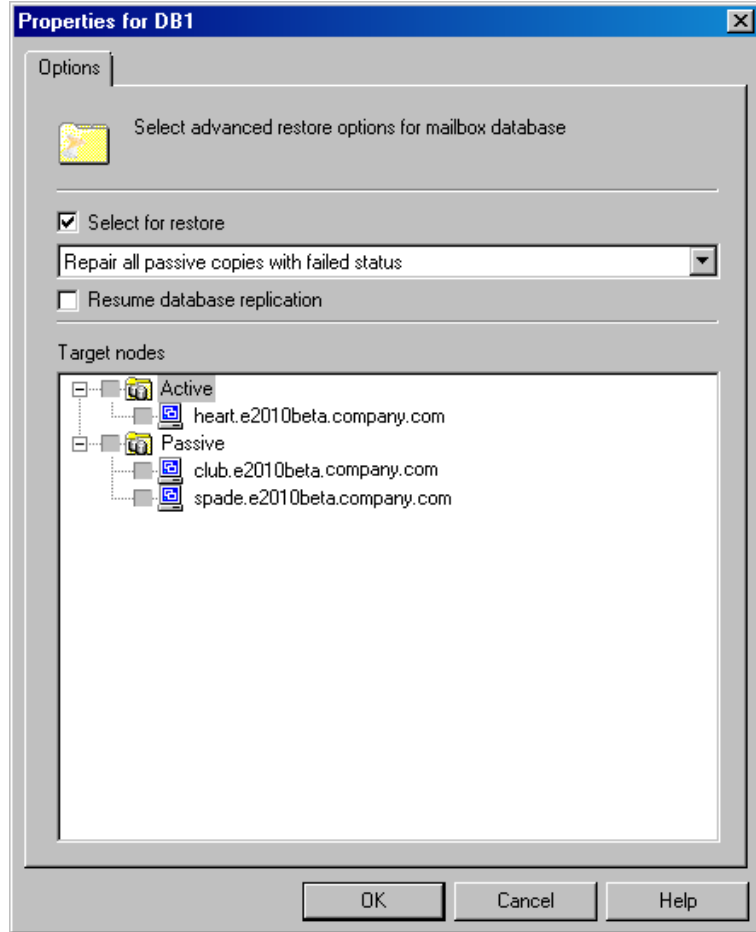 Properties for DB1
Options
Select advanced restore options for mailbox database
Select for restore
Repair all passive copies with failed status
Resume database replication
Target nodes
Active
heart.e2010beta.company.com
Passive
club.e2010beta.company.com
spade.e2010beta.company.com
OK Cancel Help